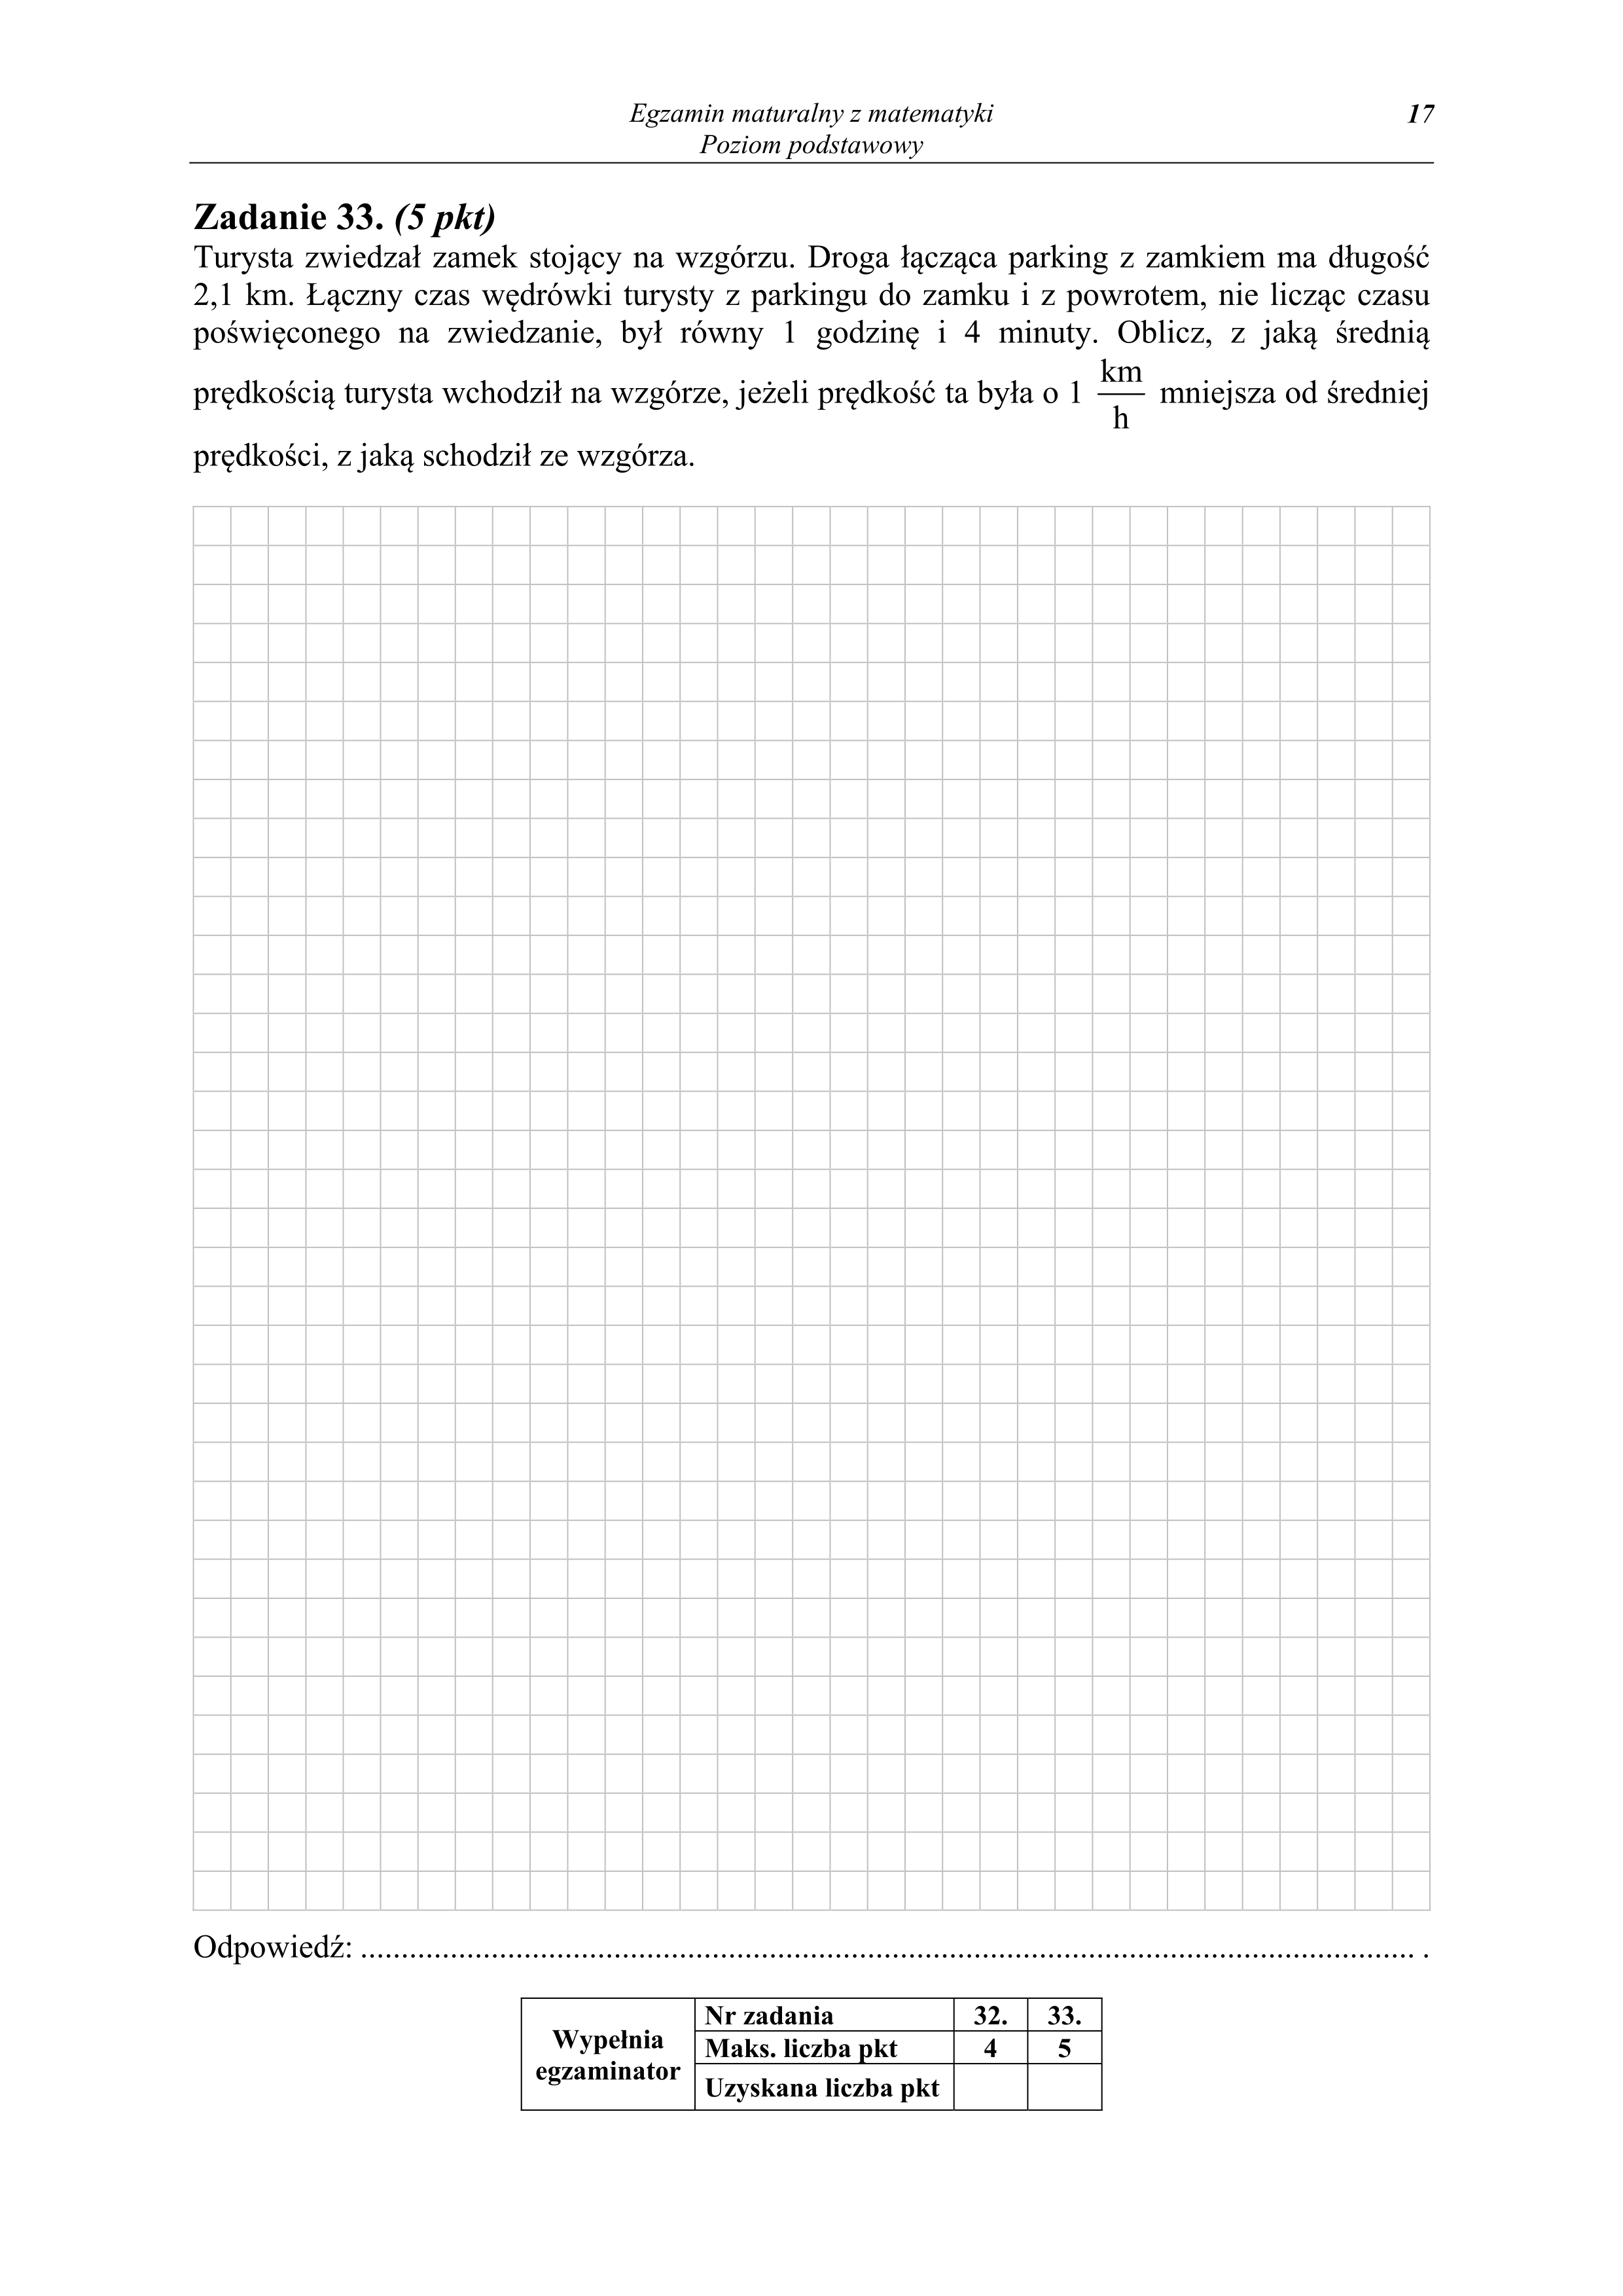 Egzamin maturalny z matematyki
17
Poziom podstawowy
Zadanie 33. (5 pkt)
Turysta zwiedzał zamek stojący na wzgórzu. Droga łącząca parking z zamkiem ma długość
2,1 km. Łączny czas wędrówki turysty z parkingu do zamku i z powrotem, nie licząc czasu
poświęconego na zwiedzanie, był równy 1 godzinę i 4 minuty. Oblicz, z jaką średnią
prędkością turysta wchodził na wzgórze, jeżeli prędkość ta była o 1 km/h mniejsza od średniej
prędkości, z jaką schodził ze wzgórza.
Odpowiedź: .................................................................................................................................. .
Wypełnia egzaminator
Nr zadania 32. 33.
Maks. liczba pkt 4 5
Uzyskana liczba pkt